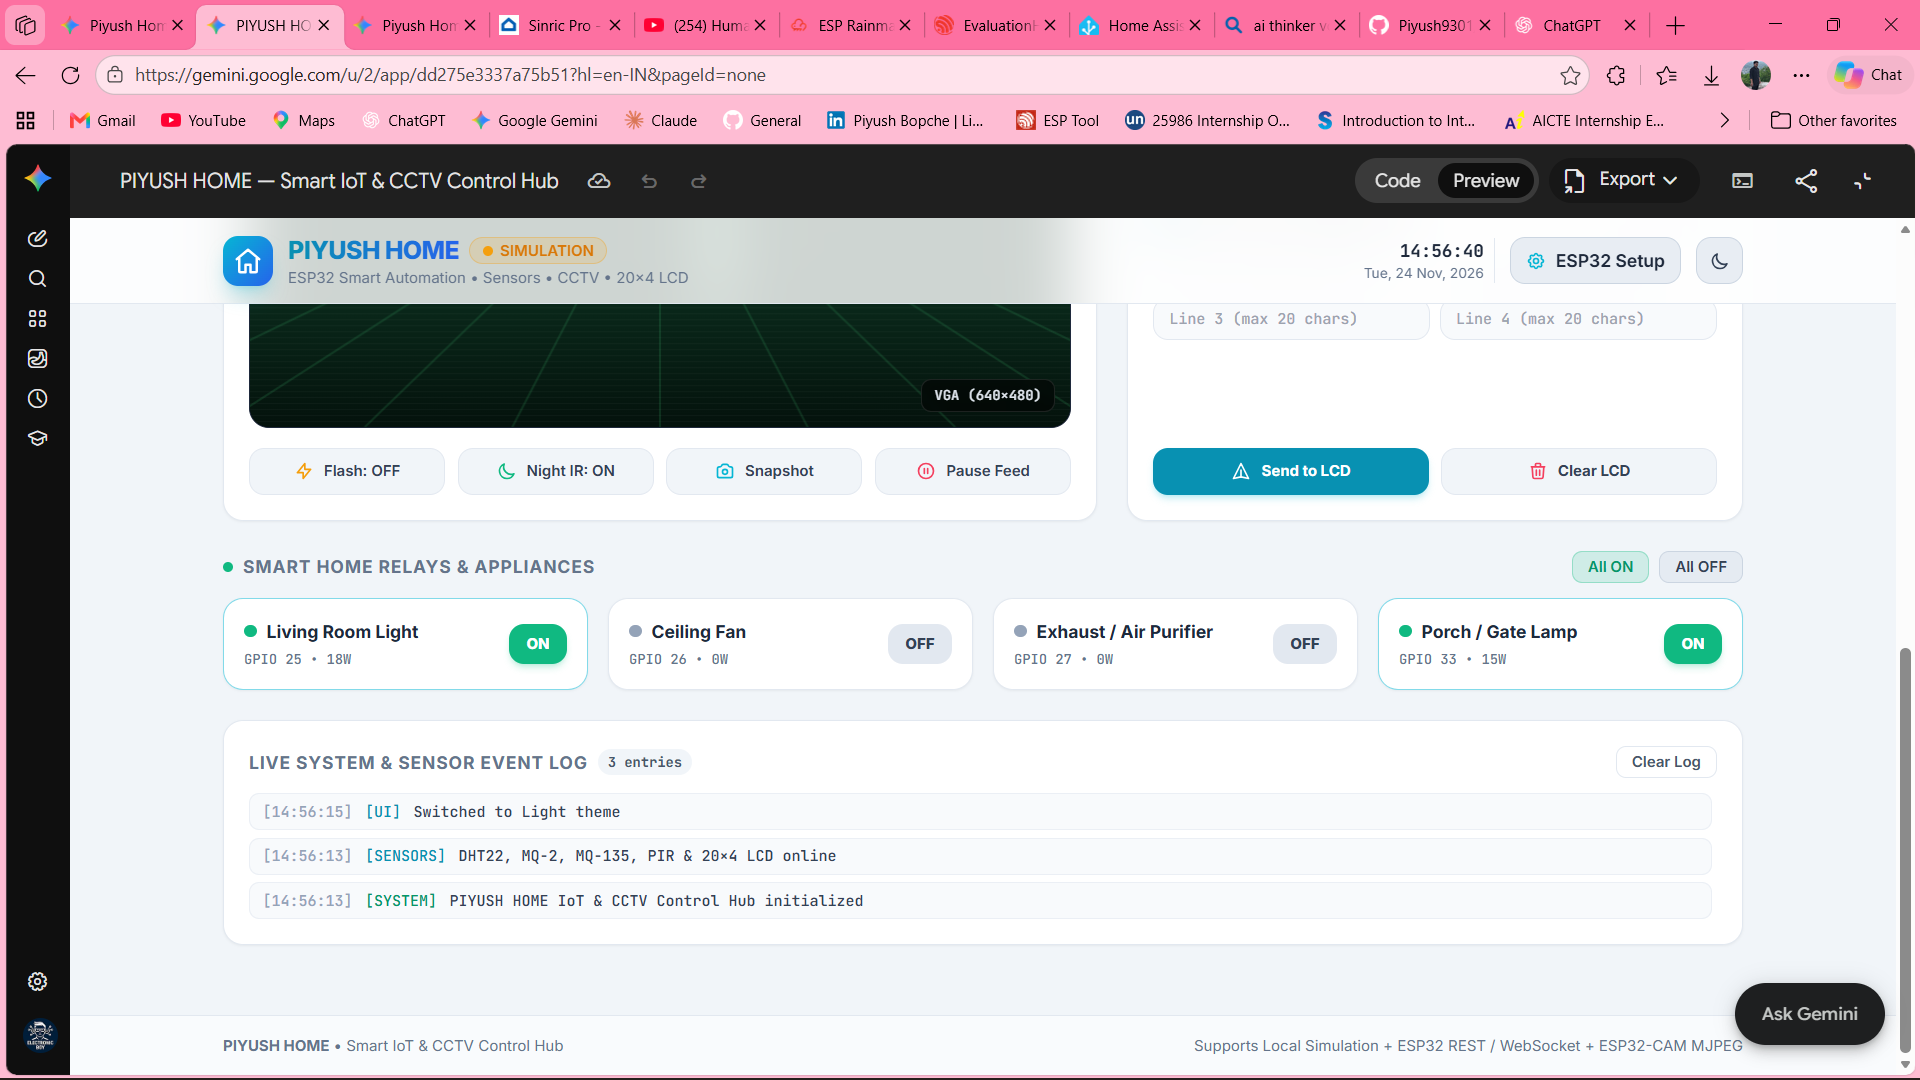 Piyush Hom
PIYUSH HO
Piyush Hom
Sinric Pro -
(254) Huma
ESP Rainma
Evaluation
Home Assis
ai thinker v
Piyush9301
ChatGPT
https://gemini.google.com/u/2/app/dd275e3337a75b51?hl=en-IN&pageId=none
Chat
Gmail
YouTube
Maps
ChatGPT
Google Gemini
Claude
General
Piyush Bopche | Li...
ESP Tool
25986 Internship O...
Introduction to Int...
AICTE Internship E...
Other favorites
PIYUSH HOME — Smart IoT & CCTV Control Hub
Code
Preview
Export
PIYUSH HOME
SIMULATION
ESP32 Smart Automation • Sensors • CCTV • 20×4 LCD
14:56:40
Tue, 24 Nov, 2026
ESP32 Setup
Line 3 (max 20 chars)
Line 4 (max 20 chars)
VGA (640×480)
Flash: OFF
Night IR: ON
Snapshot
Pause Feed
Send to LCD
Clear LCD
SMART HOME RELAYS & APPLIANCES
All ON
All OFF
Living Room Light
GPIO 25 • 18W
ON
Ceiling Fan
GPIO 26 • 0W
OFF
Exhaust / Air Purifier
GPIO 27 • 0W
OFF
Porch / Gate Lamp
GPIO 33 • 15W
ON
LIVE SYSTEM & SENSOR EVENT LOG
3 entries
Clear Log
[14:56:15] [UI] Switched to Light theme
[14:56:13] [SENSORS] DHT22, MQ-2, MQ-135, PIR & 20×4 LCD online
[14:56:13] [SYSTEM] PIYUSH HOME IoT & CCTV Control Hub initialized
Ask Gemini
PIYUSH HOME • Smart IoT & CCTV Control Hub
Supports Local Simulation + ESP32 REST / WebSocket + ESP32-CAM MJPEG